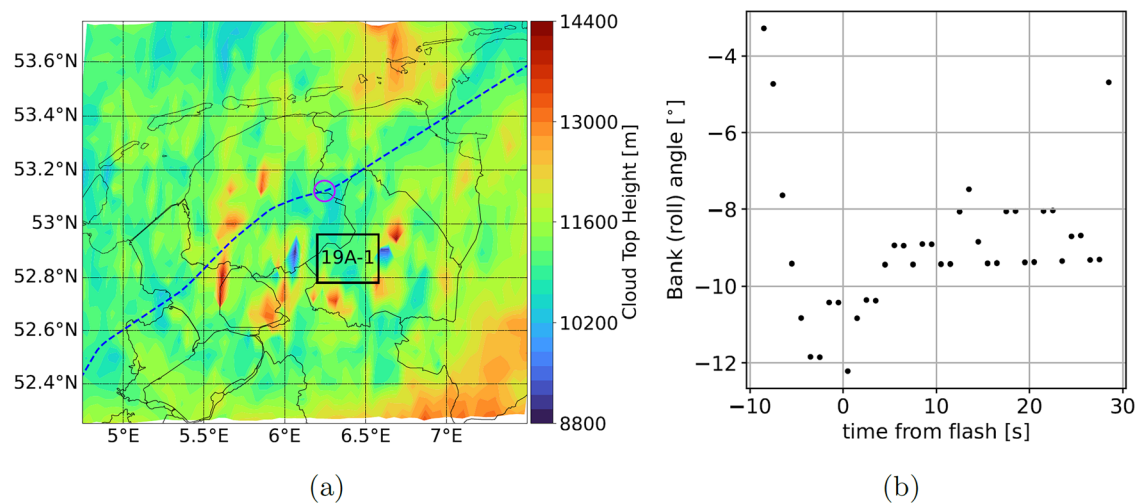 53.6°N
53.4°N
53.2°N
53°N
52.8°N
52.6°N
52.4°N
5°E 5.5°E 6°E 6.5°E 7°E
19A-1
14400
13000
11600
10200
8800
Cloud Top Height [m]
(a)
Bank (roll) angle [°]
−4
−6
−8
−10
−12
−10 0 10 20 30
time from flash [s]
(b)